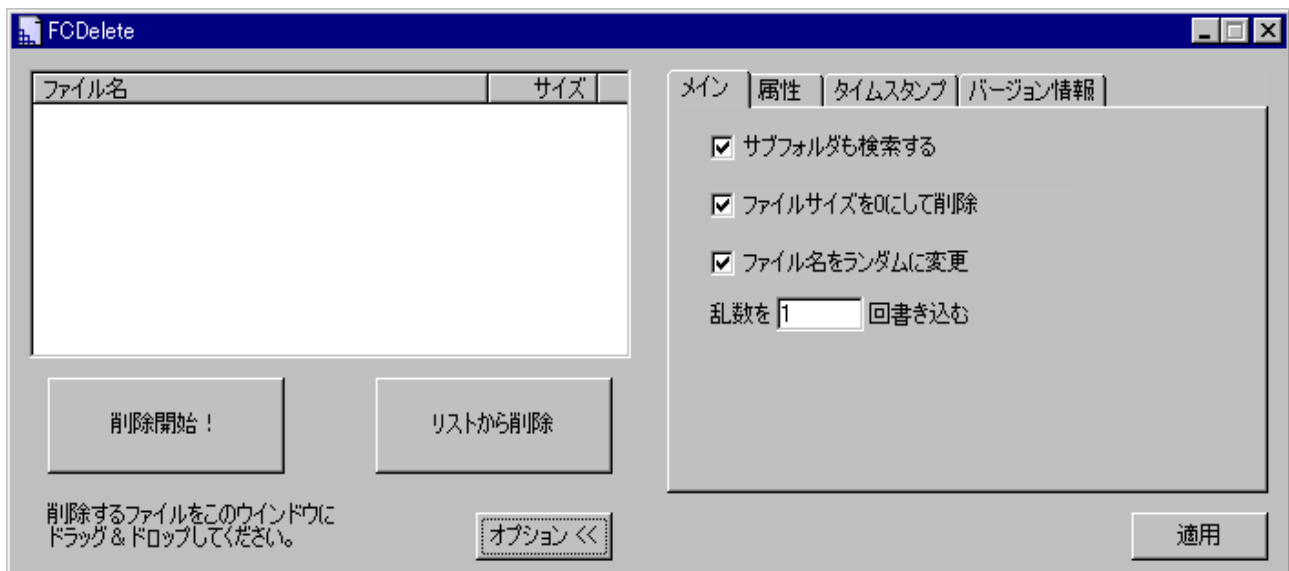 FCDelete
ファイル名 サイズ
削除開始！
リストから削除
削除するファイルをこのウインドウに
ドラッグ＆ドロップしてください。
オプション <<
メイン 属性 タイムスタンプ バージョン情報
サブフォルダも検索する
ファイルサイズを0にして削除
ファイル名をランダムに変更
乱数を 1 回書き込む
適用